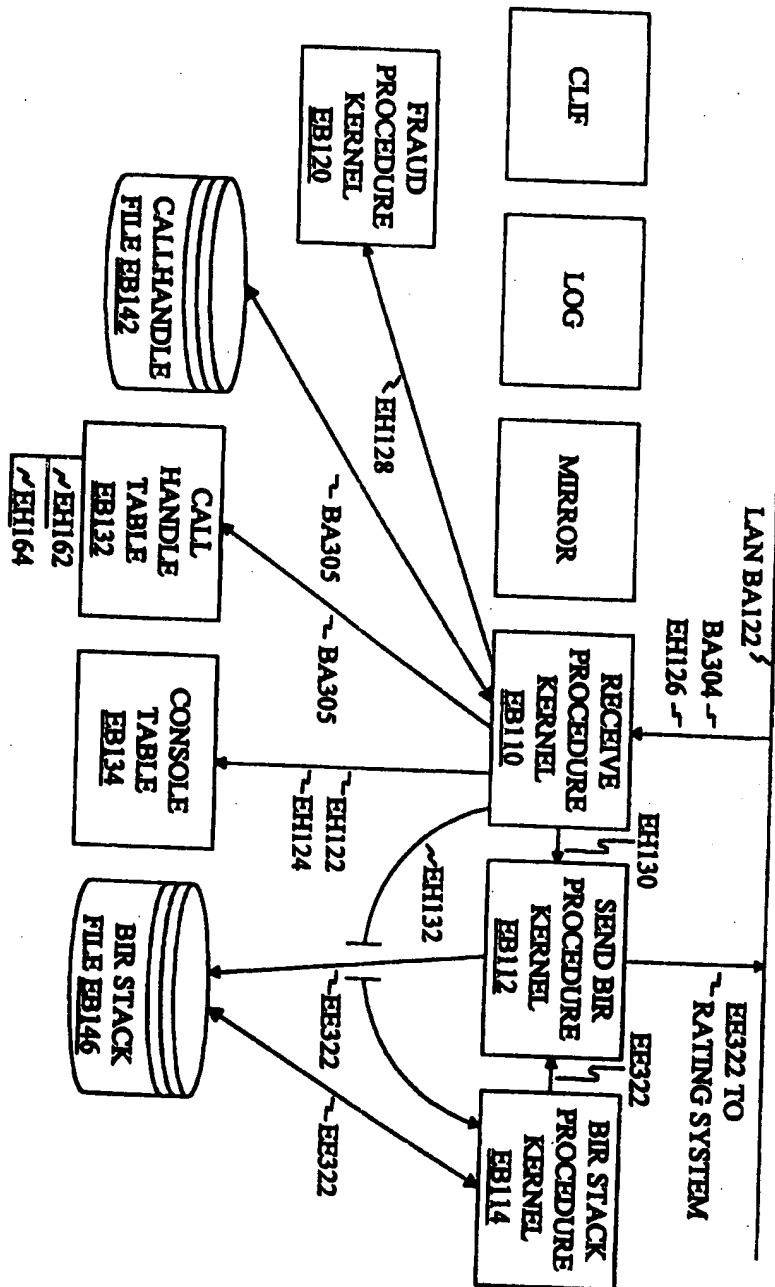 LAN BA122
BA304
EH126
EE322 TO
RATING SYSTEM
CLIF
LOG
MIRROR
RECEIVE
PROCEDURE
KERNEL
EB110
EH130
SEND BIR
PROCEDURE
KERNEL
EB112
EE322
BIR STACK
PROCEDURE
KERNEL
EB114
FRAUD
PROCEDURE
KERNEL
EB120
EH128
BA305
BA305
EH122
EH124
EH132
EE322
EE322
CALLHANDLE
FILE EB142
CALL
HANDLE
TABLE
EB132
EH162
EH164
CONSOLE
TABLE
EB134
BIR STACK
FILE EB146